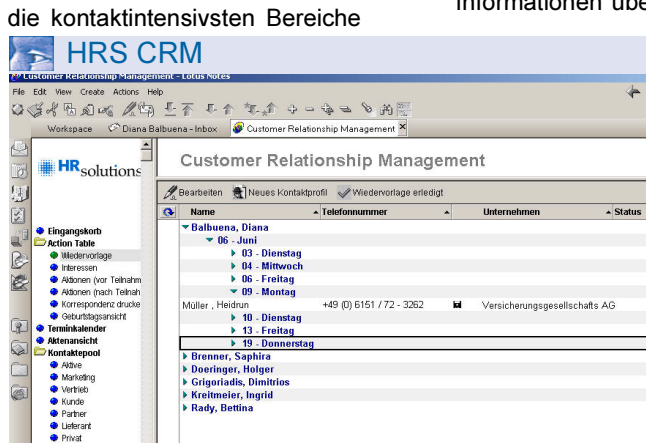 die kontaktintensivsten Bereiche
Informationen übe
HRS CRM
Customer Relationship Management - Lotus Notes
File Edit View Create Actions Help
Workspace Diana Balbuena - Inbox Customer Relationship Management
HRsolutions
Customer Relationship Management
Bearbeiten Neues Kontaktprofil Wiedervorlage erledigt
Name Telefonnummer Unternehmen Status
Eingangskorb
Action Table
Wiedervorlage
Interessen
Aktionen (vor Teilnahm
Aktionen (nach Teilnah
Korrespondenz drucke
Geburtstagsansicht
Terminkalender
Aktenansicht
Kontaktepool
Aktive
Marketing
Vertrieb
Kunde
Partner
Lieferant
Privat
Balbuena, Diana
06 - Juni
03 - Dienstag
04 - Mittwoch
06 - Freitag
09 - Montag
Müller , Heidrun +49 (0) 6151 / 72 - 3262 Versicherungsgesellschafts AG
10 - Dienstag
13 - Freitag
19 - Donnerstag
Brenner, Saphira
Doeringer, Holger
Grigoriadis, Dimitrios
Kreitmeier, Ingrid
Rady, Bettina